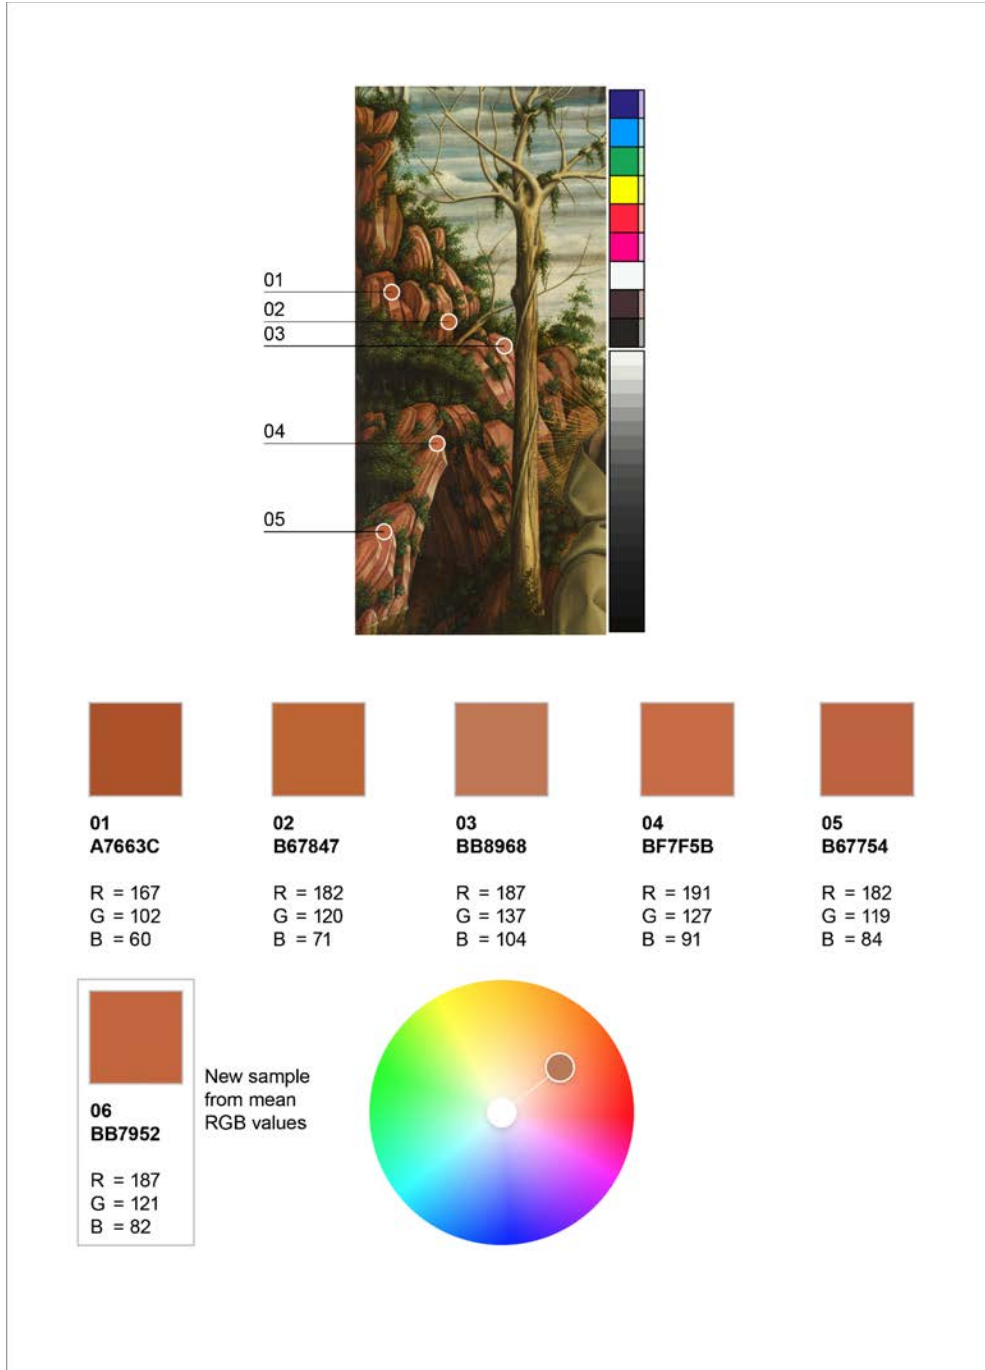 01
02
03
04
05
01
A7663C
R = 167
G = 102
B = 60
02
B67847
R = 182
G = 120
B = 71
03
BB8968
R = 187
G = 137
B = 104
04
BF7F5B
R = 191
G = 127
B = 91
05
B67754
R = 182
G = 119
B = 84
06
BB7952
R = 187
G = 121
B = 82
New sample
from mean
RGB values